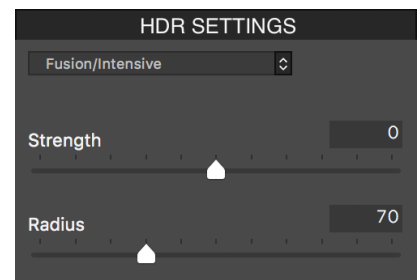 HDR SETTINGS
Fusion/Intensive
Strength 0
Radius 70